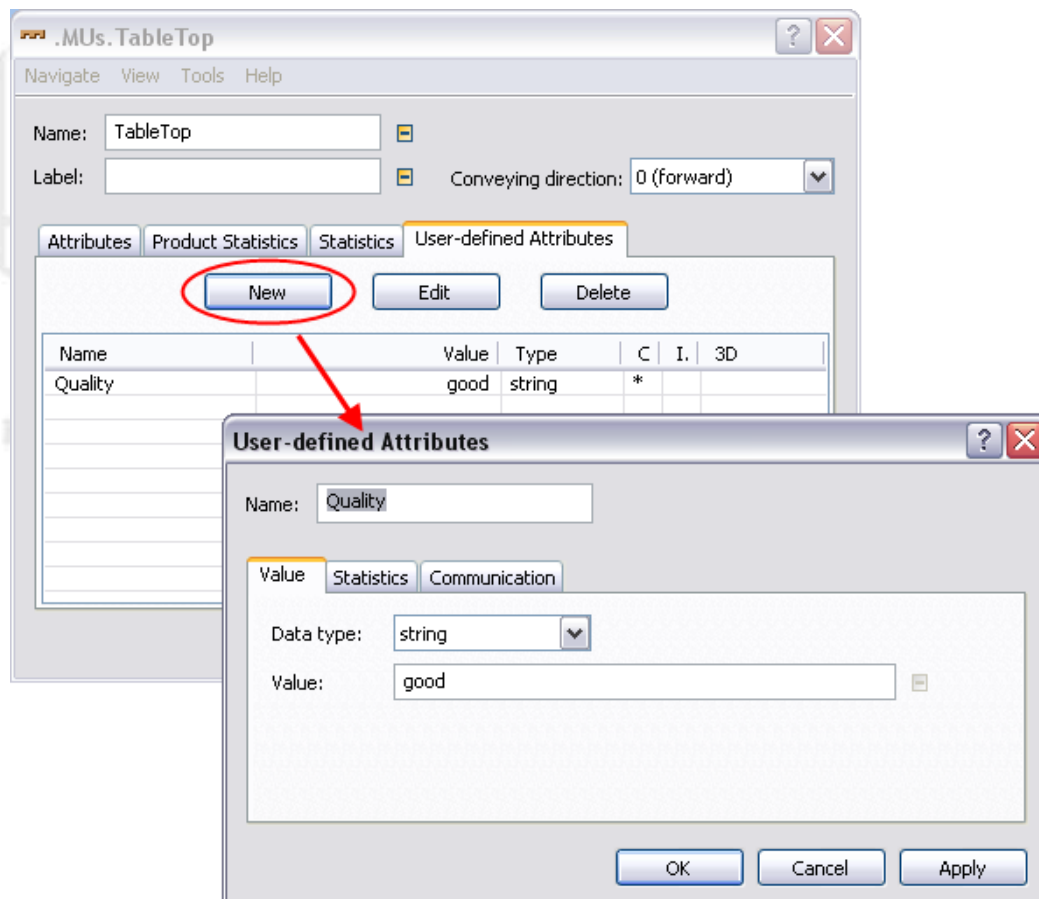 .MUs.TableTop
Navigate View Tools Help
Name: TableTop
Label: Conveying direction: 0 (forward)
Attributes Product Statistics Statistics User-defined Attributes
New Edit Delete
Name Value Type C I. 3D
Quality good string *
User-defined Attributes
Name: Quality
Value Statistics Communication
Data type: string
Value: good
OK Cancel Apply